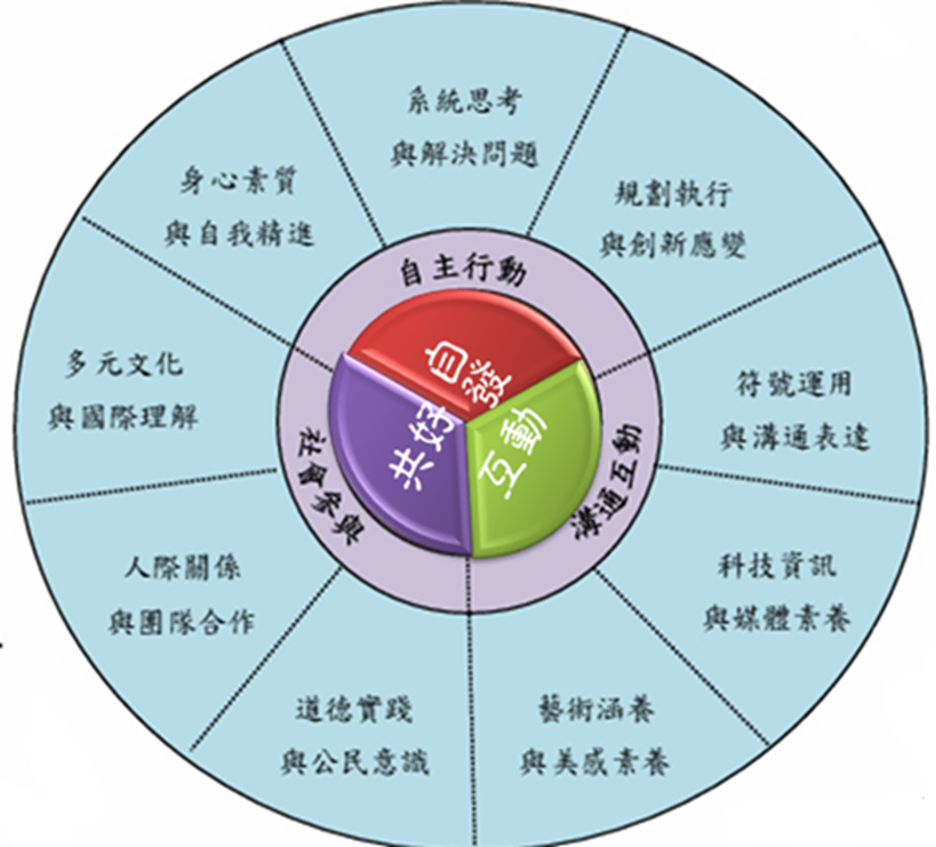 系統思考
與解決問題
身心素質
與自我精進
規劃執行
與創新應變
自主行動
自發
多元文化
與國際理解
共好
互動
符號運用
與溝通表達
社會參與
溝通互動
人際關係
與團隊合作
科技資訊
與媒體素養
道德實踐
與公民意識
藝術涵養
與美感素養